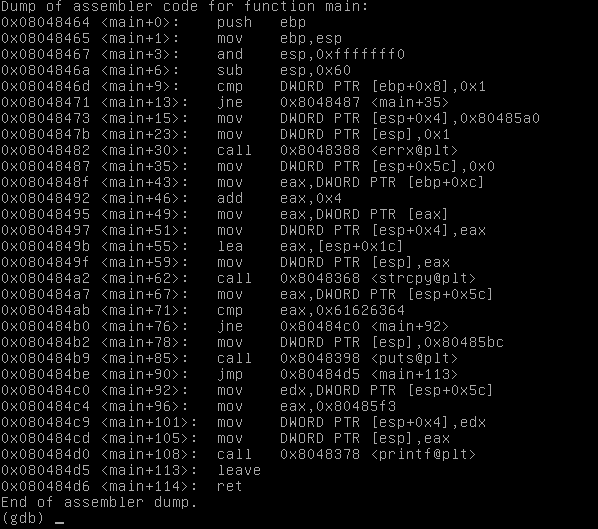 Dump of assembler code for function main:
0x08048464 <main+0>:    push   ebp
0x08048465 <main+1>:    mov    ebp,esp
0x08048467 <main+3>:    and    esp,0xfffffff0
0x0804846a <main+6>:    sub    esp,0x60
0x0804846d <main+9>:    cmp    DWORD PTR [ebp+0x8],0x1
0x08048471 <main+13>:   jne    0x8048487 <main+35>
0x08048473 <main+15>:   mov    DWORD PTR [esp+0x4],0x80485a0
0x0804847b <main+23>:   mov    DWORD PTR [esp],0x1
0x08048482 <main+30>:   call   0x8048388 <errx@plt>
0x08048487 <main+35>:   mov    DWORD PTR [esp+0x5c],0x0
0x0804848f <main+43>:   mov    eax,DWORD PTR [ebp+0xc]
0x08048492 <main+46>:   add    eax,0x4
0x08048495 <main+49>:   mov    eax,DWORD PTR [eax]
0x08048497 <main+51>:   mov    DWORD PTR [esp+0x4],eax
0x0804849b <main+55>:   lea    eax,[esp+0x1c]
0x0804849f <main+59>:   mov    DWORD PTR [esp],eax
0x080484a2 <main+62>:   call   0x8048368 <strcpy@plt>
0x080484a7 <main+67>:   mov    eax,DWORD PTR [esp+0x5c]
0x080484ab <main+71>:   cmp    eax,0x61626364
0x080484b0 <main+76>:   jne    0x80484c0 <main+92>
0x080484b2 <main+78>:   mov    DWORD PTR [esp],0x80485bc
0x080484b9 <main+85>:   call   0x8048398 <puts@plt>
0x080484be <main+90>:   jmp    0x80484d5 <main+113>
0x080484c0 <main+92>:   mov    edx,DWORD PTR [esp+0x5c]
0x080484c4 <main+96>:   mov    eax,0x80485f3
0x080484c9 <main+101>:  mov    DWORD PTR [esp+0x4],edx
0x080484cd <main+105>:  mov    DWORD PTR [esp],eax
0x080484d0 <main+108>:  call   0x8048378 <printf@plt>
0x080484d5 <main+113>:  leave
0x080484d6 <main+114>:  ret
End of assembler dump.
(gdb) _